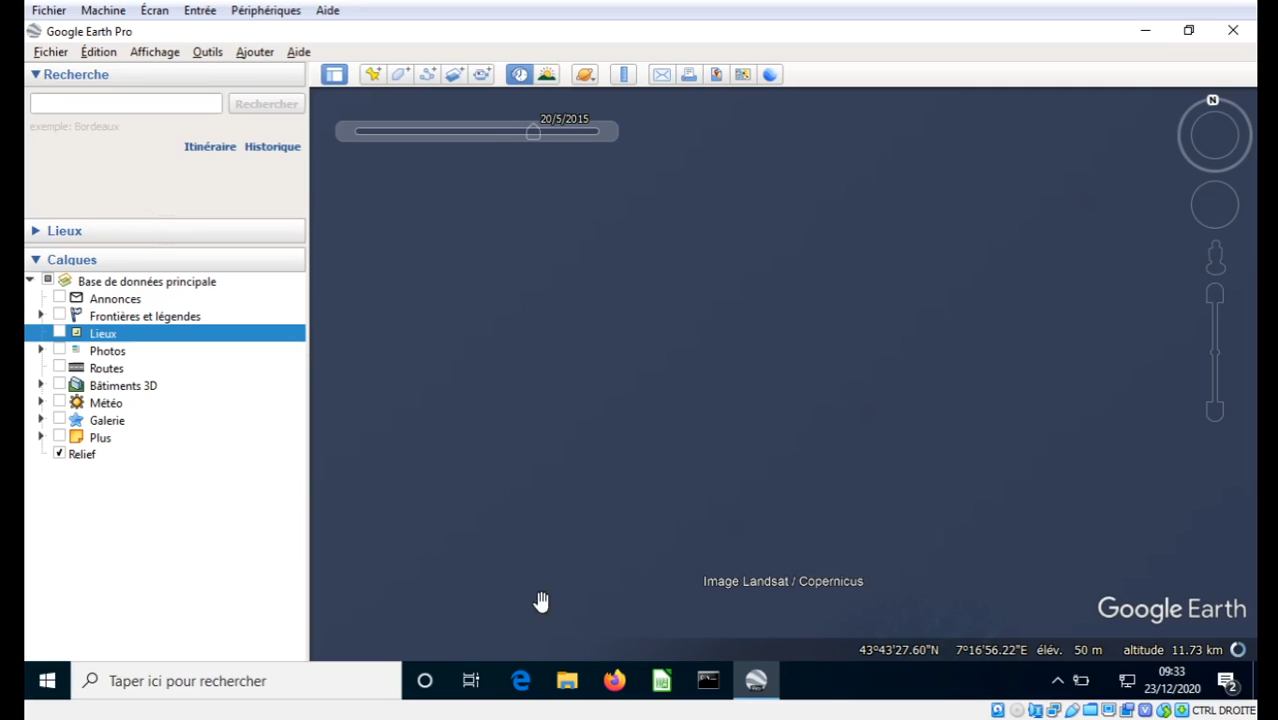 Fichier Machine Écran Entrée Périphériques Aide
Google Earth Pro
Fichier Édition Affichage Outils Ajouter Aide
Recherche
Rechercher
exemple: Bordeaux
Itinéraire Historique
Lieux
Calques
Base de données principale
Annonces
Frontières et légendes
Lieux
Photos
Routes
Bâtiments 3D
Météo
Galerie
Plus
Relief
20/5/2015
N
Image Landsat / Copernicus
Google Earth
43°43'27.60"N 7°16'56.22"E élév. 50 m altitude 11.73 km
Taper ici pour rechercher
09:33
23/12/2020
2
CTRL DROITE